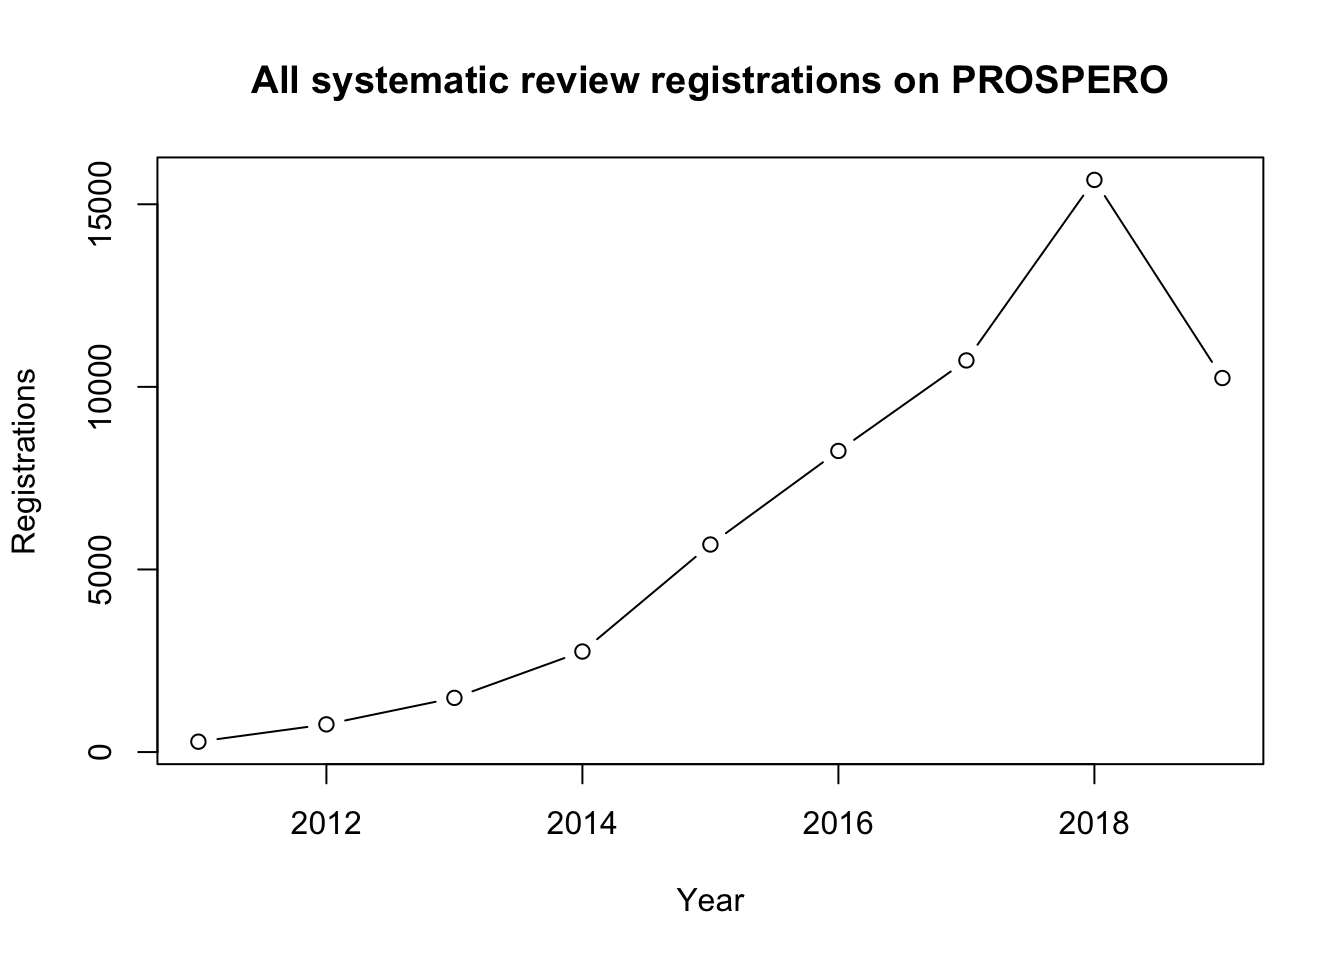 All systematic review registrations on PROSPERO
15000
10000
5000
0
Registrations
2012 2014 2016 2018
Year